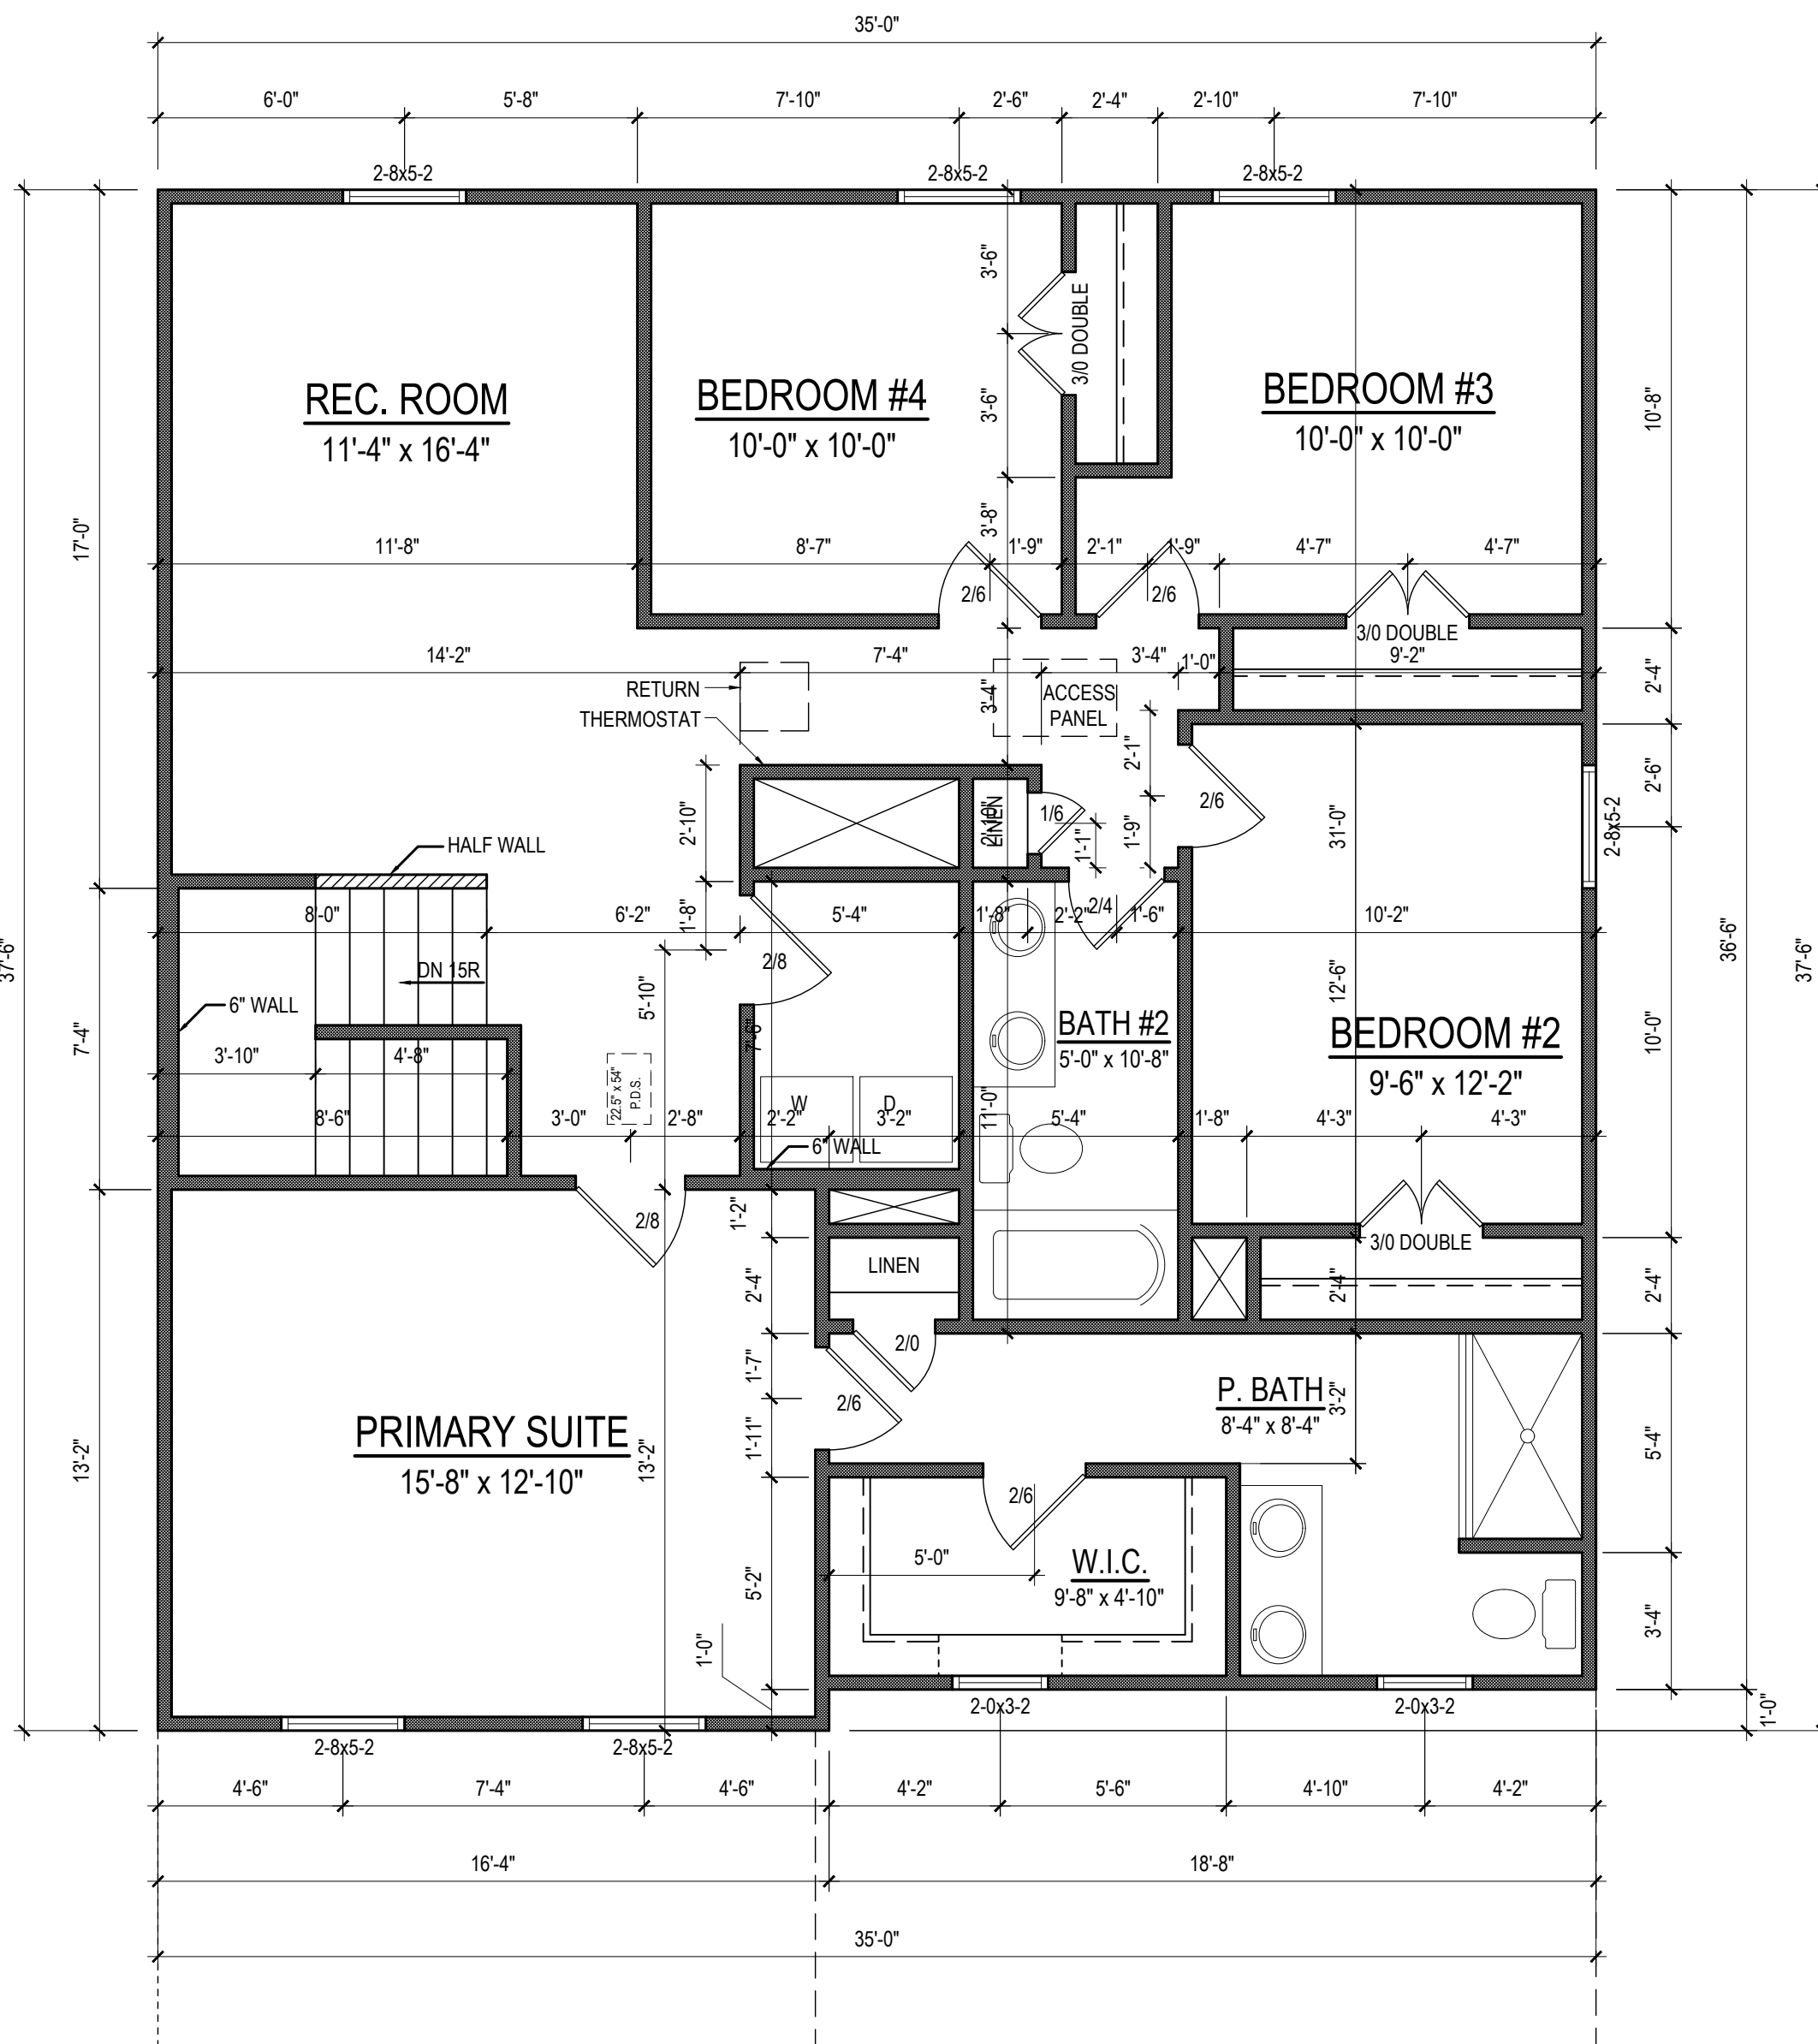 35'-0"
6'-0" 5'-8" 7'-10" 2'-6" 2'-4" 2'-10" 7'-10"
2-8x5-2 2-8x5-2 2-8x5-2
3'-6"
3/0 DOUBLE
REC. ROOM
11'-4" x 16'-4"
BEDROOM #4
10'-0" x 10'-0"
BEDROOM #3
10'-0" x 10'-0"
3'-6"
10'-8"
17'-0"
3'-8"
11'-8" 8'-7" 1'-9" 2'-1" 1'-9" 4'-7" 4'-7"
2/6 2/6
3/0 DOUBLE
14'-2" 7'-4" 3'-4" 1'-0" 9'-2"
2'-4"
RETURN
THERMOSTAT
3'-4"
ACCESS
PANEL
2'-1"
2'-6"
2'-10"
LINEN
2'-10"
1/6
1'-1"
1'-9"
2/6
31'-0"
2-8x5-2
HALF WALL
8'-0" 6'-2" 1'-8" 5'-4" 1'-8" 2'-2" 2/4 1'-6" 10'-2"
37'-6"
36'-6"
37'-6"
DN 15R
2/8
5'-10"
12'-6"
6" WALL
7'-4"
7'-6"
BATH #2
5'-0" x 10'-8"
BEDROOM #2
9'-6" x 12'-2"
10'-0"
3'-10" 4'-8"
22.5" x 54"
P.D.S.
W D
11'-0"
8'-6" 3'-0" 2'-8" 2'-2" 3'-2" 5'-4" 1'-8" 4'-3" 4'-3"
6" WALL
2/8
1'-2"
3/0 DOUBLE
LINEN
2'-4"
2'-4"
2'-4"
2/0
1'-7"
2/6
P. BATH
8'-4" x 8'-4"
3'-2"
1'-11"
PRIMARY SUITE
15'-8" x 12'-10"
13'-2"
13'-2"
5'-4"
2/6
5'-0"
W.I.C.
9'-8" x 4'-10"
5'-2"
3'-4"
1'-0"
2-0x3-2 2-0x3-2
1'-0"
2-8x5-2 2-8x5-2
4'-6" 7'-4" 4'-6" 4'-2" 5'-6" 4'-10" 4'-2"
16'-4" 18'-8"
35'-0"